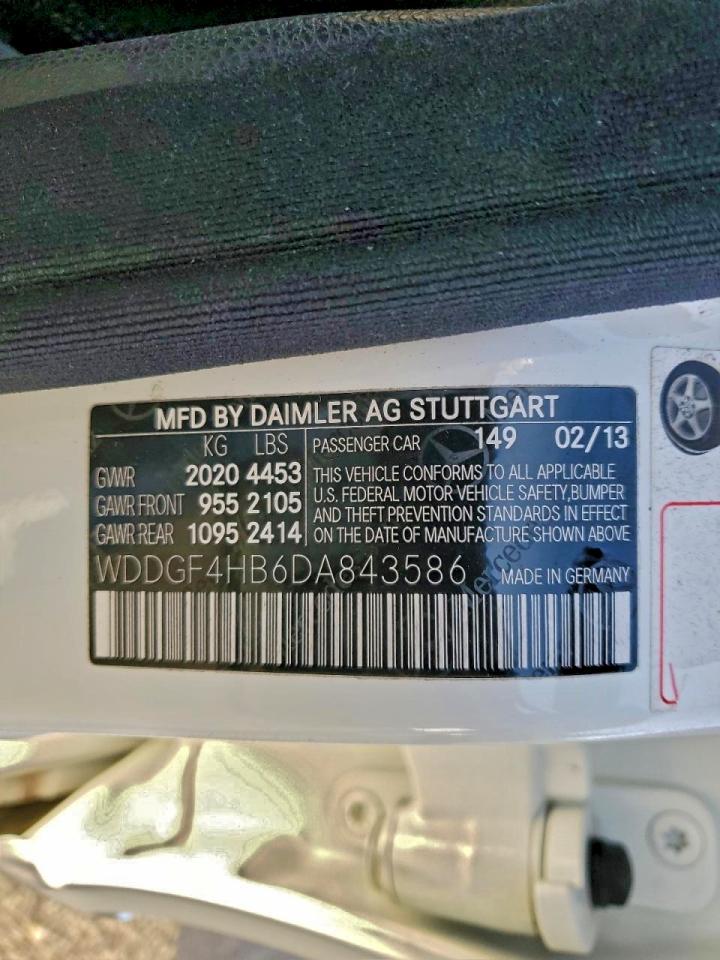 MFD BY DAIMLER AG STUTTGART
KG LBS
GVWR 2020 4453
GAWR FRONT 955 2105
GAWR REAR 1095 2414
PASSENGER CAR 149 02/13
THIS VEHICLE CONFORMS TO ALL APPLICABLE
U.S. FEDERAL MOTOR VEHICLE SAFETY,BUMPER
AND THEFT PREVENTION STANDARDS IN EFFECT
ON THE DATE OF MANUFACTURE SHOWN ABOVE
WDDGF4HB6DA843586 MADE IN GERMANY